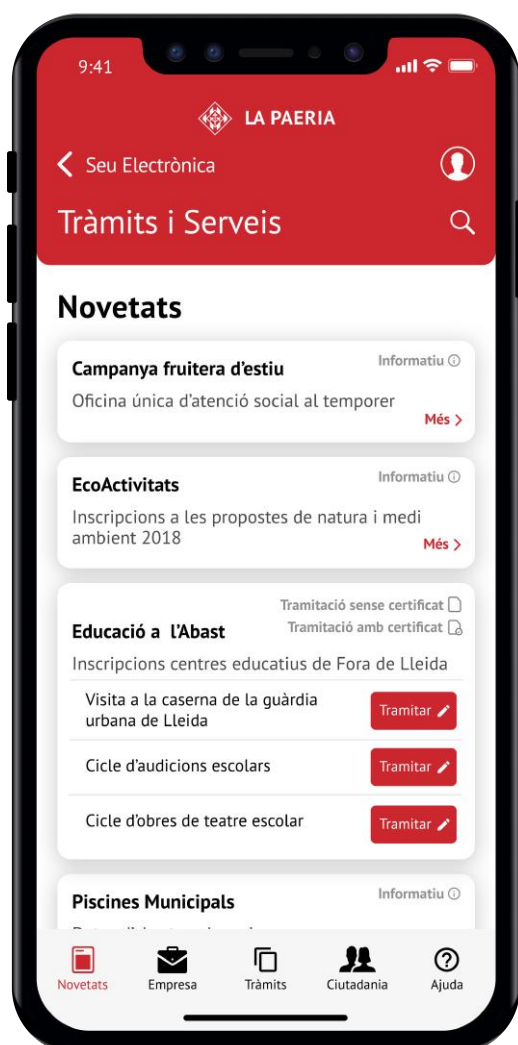 9:41
LA PAERIA
Seu Electrònica
Tràmits i Serveis
Novetats
Campanya fruitera d'estiu
Informatiu
Oficina única d'atenció social al temporer
Més >
EcoActivitats
Informatiu
Inscripcions a les propostes de natura i medi
ambient 2018
Més >
Tramitació sense certificat
Educació a l'Abast
Tramitació amb certificat
Inscripcions centres educatius de Fora de Lleida
Visita a la caserna de la guàrdia
urbana de Lleida
Tramitar
Cicle d'audicions escolars
Tramitar
Cicle d'obres de teatre escolar
Tramitar
Piscines Municipals
Informatiu
Novetats
Empresa
Tràmits
Ciutadania
Ajuda